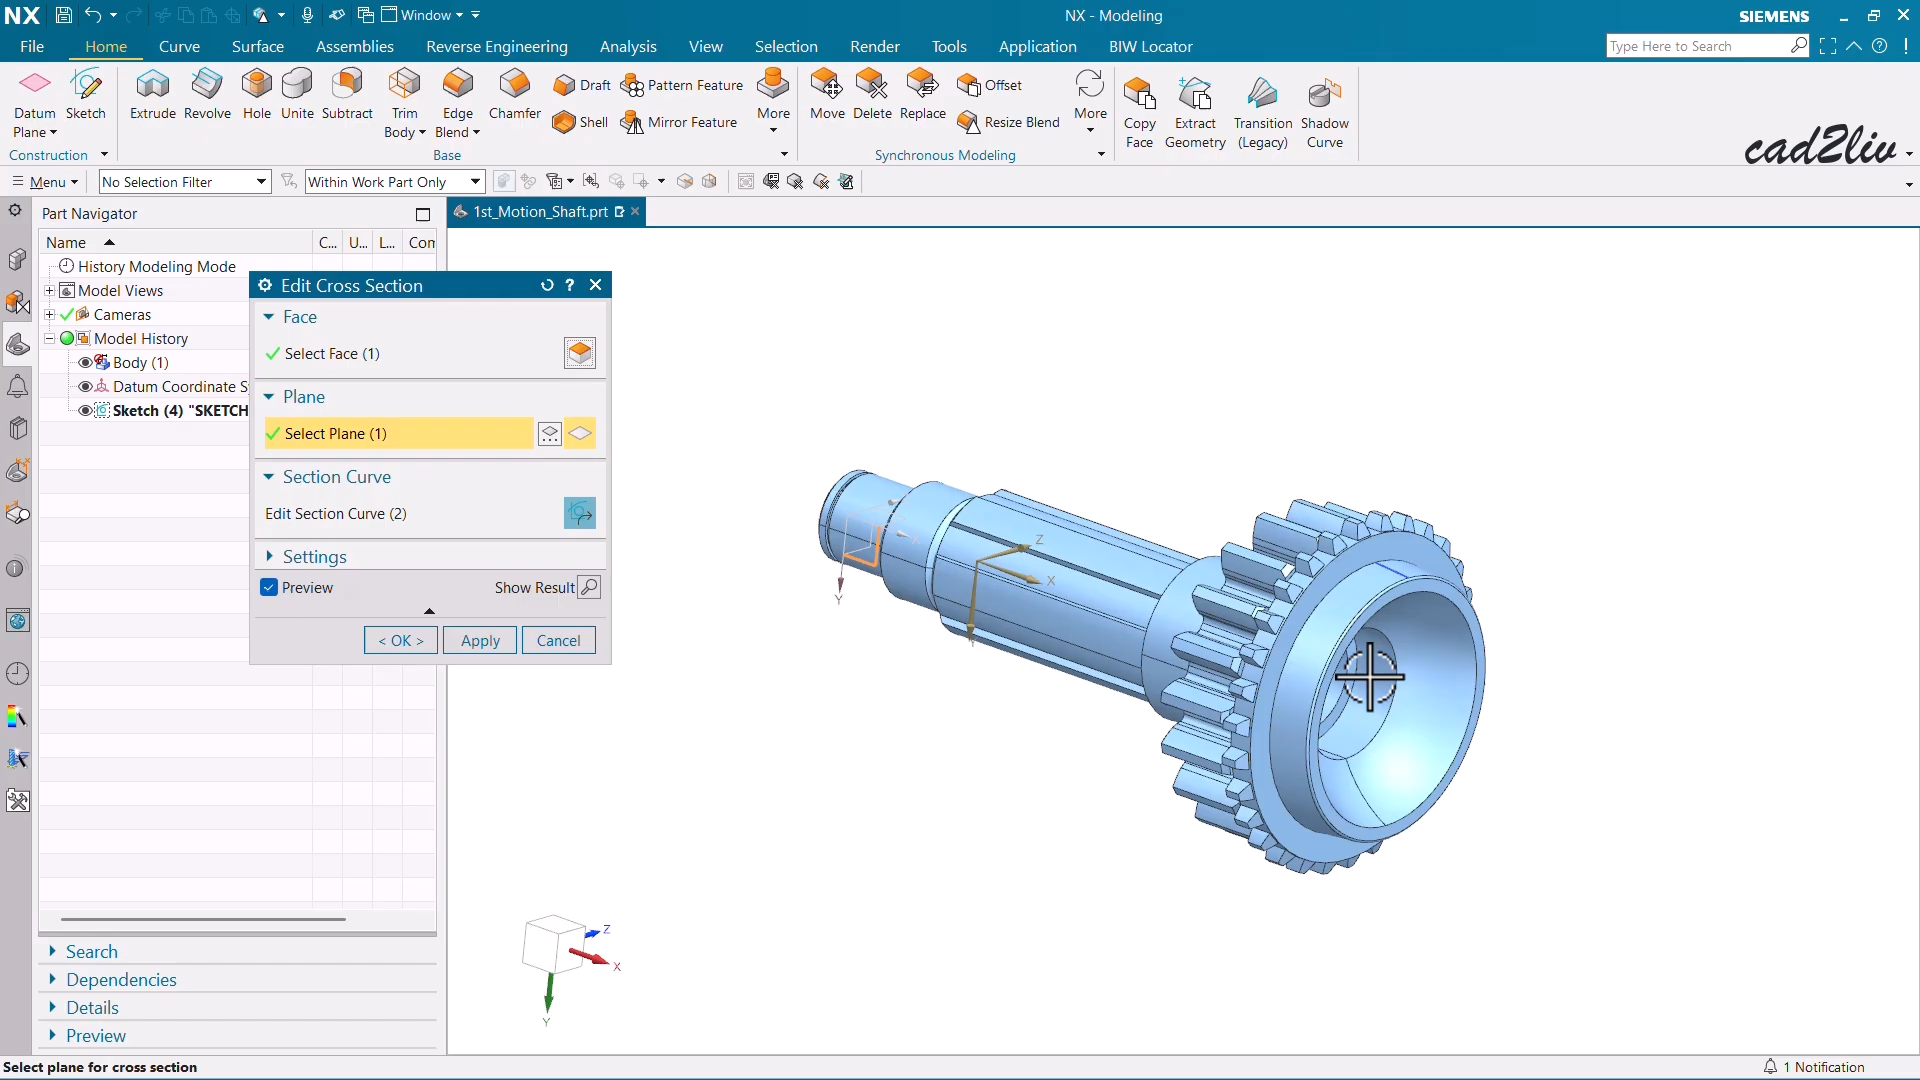 NX Window NX - Modeling SIEMENS
File Home Curve Surface Assemblies Reverse Engineering Analysis View Selection Render Tools Application BIW Locator Type Here to Search
Datum Plane Sketch Extrude Revolve Hole Unite Subtract Trim Body Edge Blend Chamfer Draft Shell Pattern Feature Mirror Feature More Move Delete Replace Offset Resize Blend More Copy Face Extract Geometry Transition (Legacy) Shadow Curve
Construction Base Synchronous Modeling cad2liv
Menu No Selection Filter Within Work Part Only
Part Navigator
1st_Motion_Shaft.prt
Name C... U... L... Com
History Modeling Mode
Model Views
Cameras
Model History
Body (1)
Datum Coordinate S
Sketch (4) "SKETCH
Edit Cross Section
Face
Select Face (1)
Plane
Select Plane (1)
Section Curve
Edit Section Curve (2)
Settings
Preview Show Result
< OK > Apply Cancel
Z
X
Y
Z
X
Y
Search
Dependencies
Details
Preview
Select plane for cross section 1 Notification